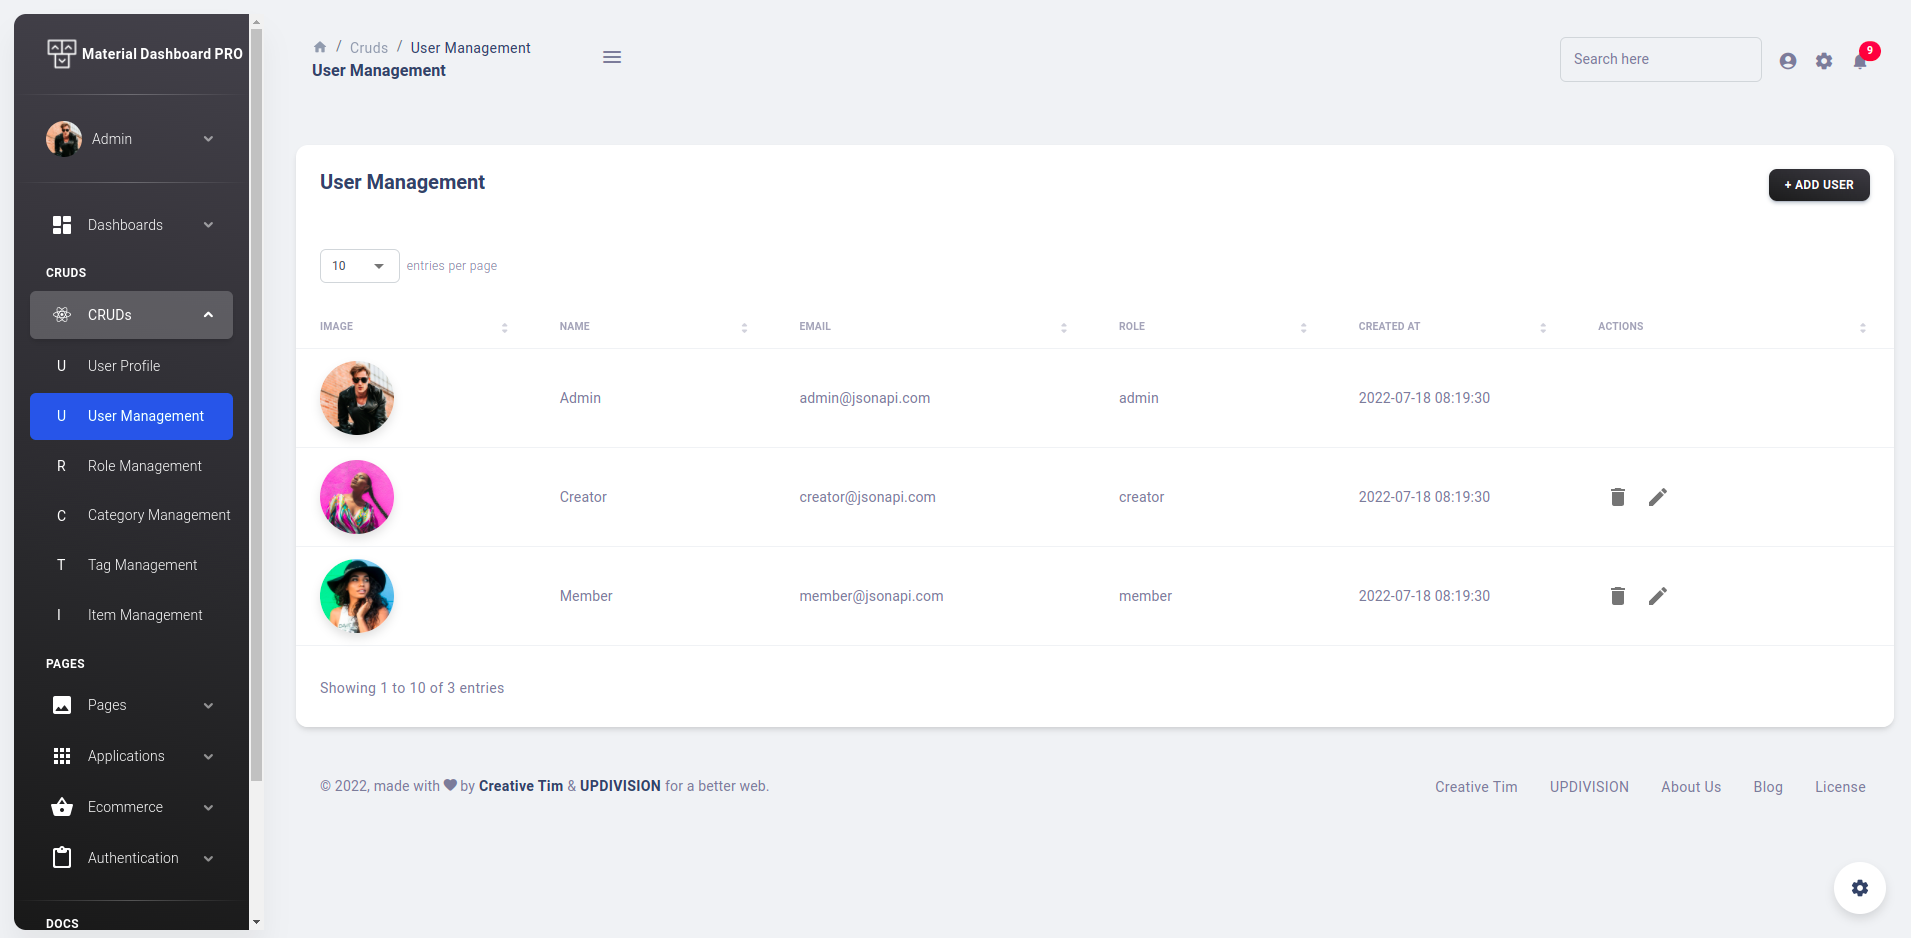 Material Dashboard PRO
Admin
Dashboards
CRUDS
CRUDs
U User Profile
U User Management
R Role Management
C Category Management
T Tag Management
I Item Management
PAGES
Pages
Applications
Ecommerce
Authentication
DOCS
/ Cruds / User Management
User Management
Search here
9
User Management
+ ADD USER
10 entries per page
IMAGE NAME EMAIL ROLE CREATED AT ACTIONS
Admin admin@jsonapi.com admin 2022-07-18 08:19:30
Creator creator@jsonapi.com creator 2022-07-18 08:19:30
Member member@jsonapi.com member 2022-07-18 08:19:30
Showing 1 to 10 of 3 entries
© 2022, made with by Creative Tim & UPDIVISION for a better web.
Creative Tim UPDIVISION About Us Blog License